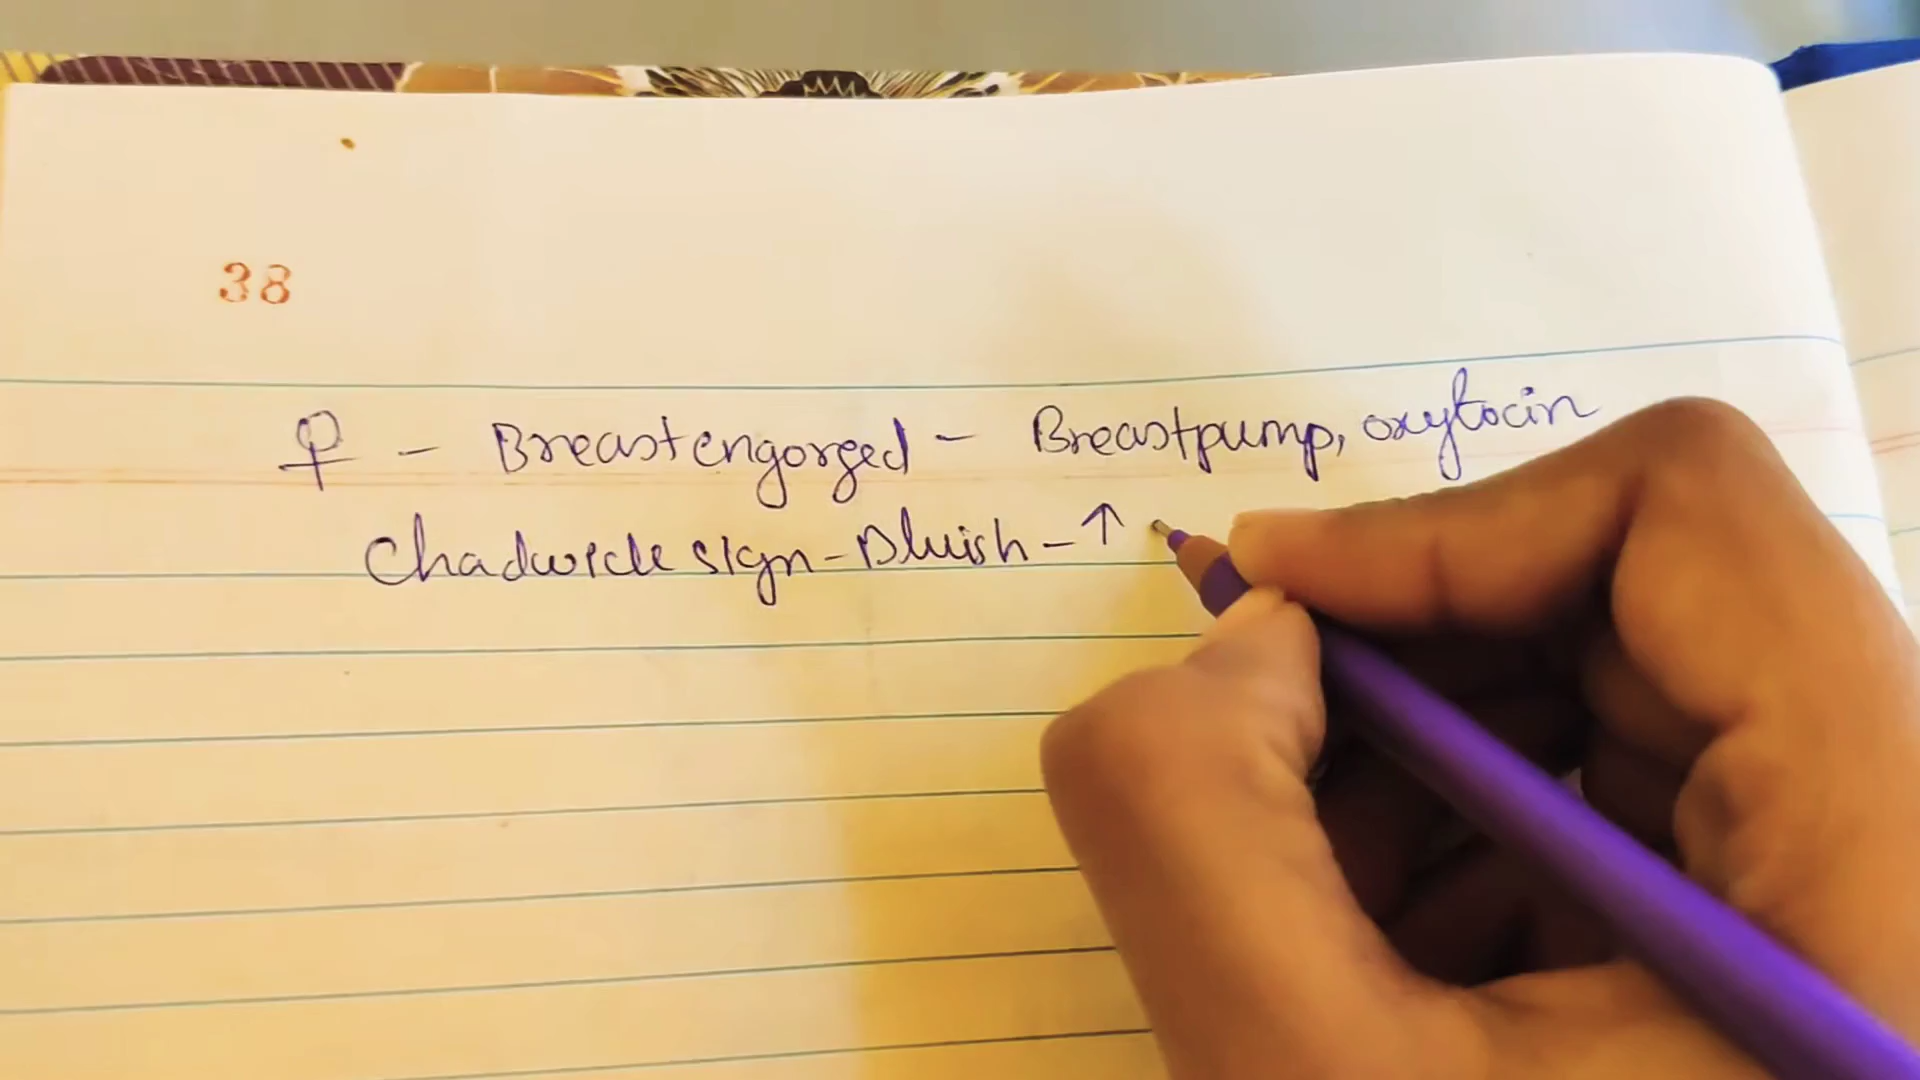 38
♀ - Breast engorged - Breastpump, oxytocin
Chadwick sign - Bluish - ↑